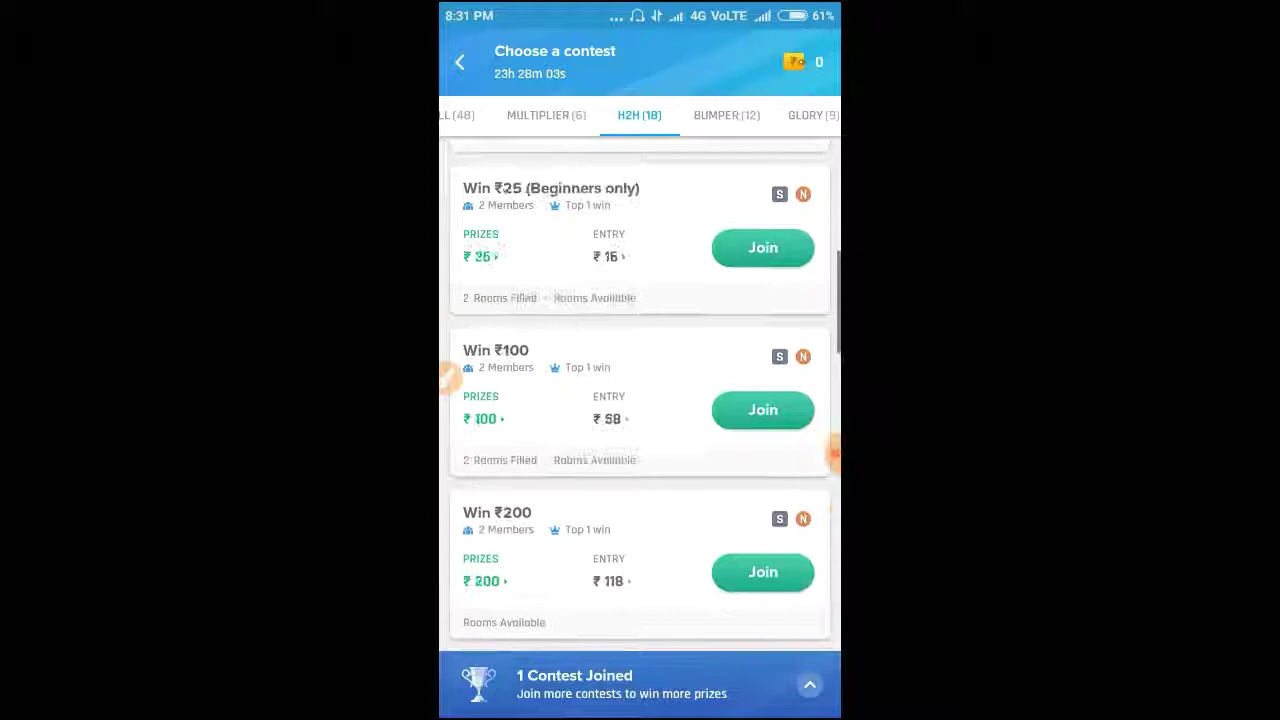 8:31 PM ... 4G VoLTE 61%
Choose a contest
23h 28m 03s
0
LL (48) MULTIPLIER (6) H2H (18) BUMPER (12) GLORY (9)
Win ₹25 (Beginners only)
S N
2 Members Top 1 win
PRIZES ENTRY
₹ Join
2 Rooms Filled Rooms Available
Win ₹100
S N
2 Members Top 1 win
PRIZES ENTRY
₹ 100 ₹ Join
2 Rooms Filled Rooms Available
Win ₹200
S N
2 Members Top 1 win
PRIZES ENTRY
₹ 200 ₹ 118 Join
Rooms Available
1 Contest Joined
Join more contests to win more prizes